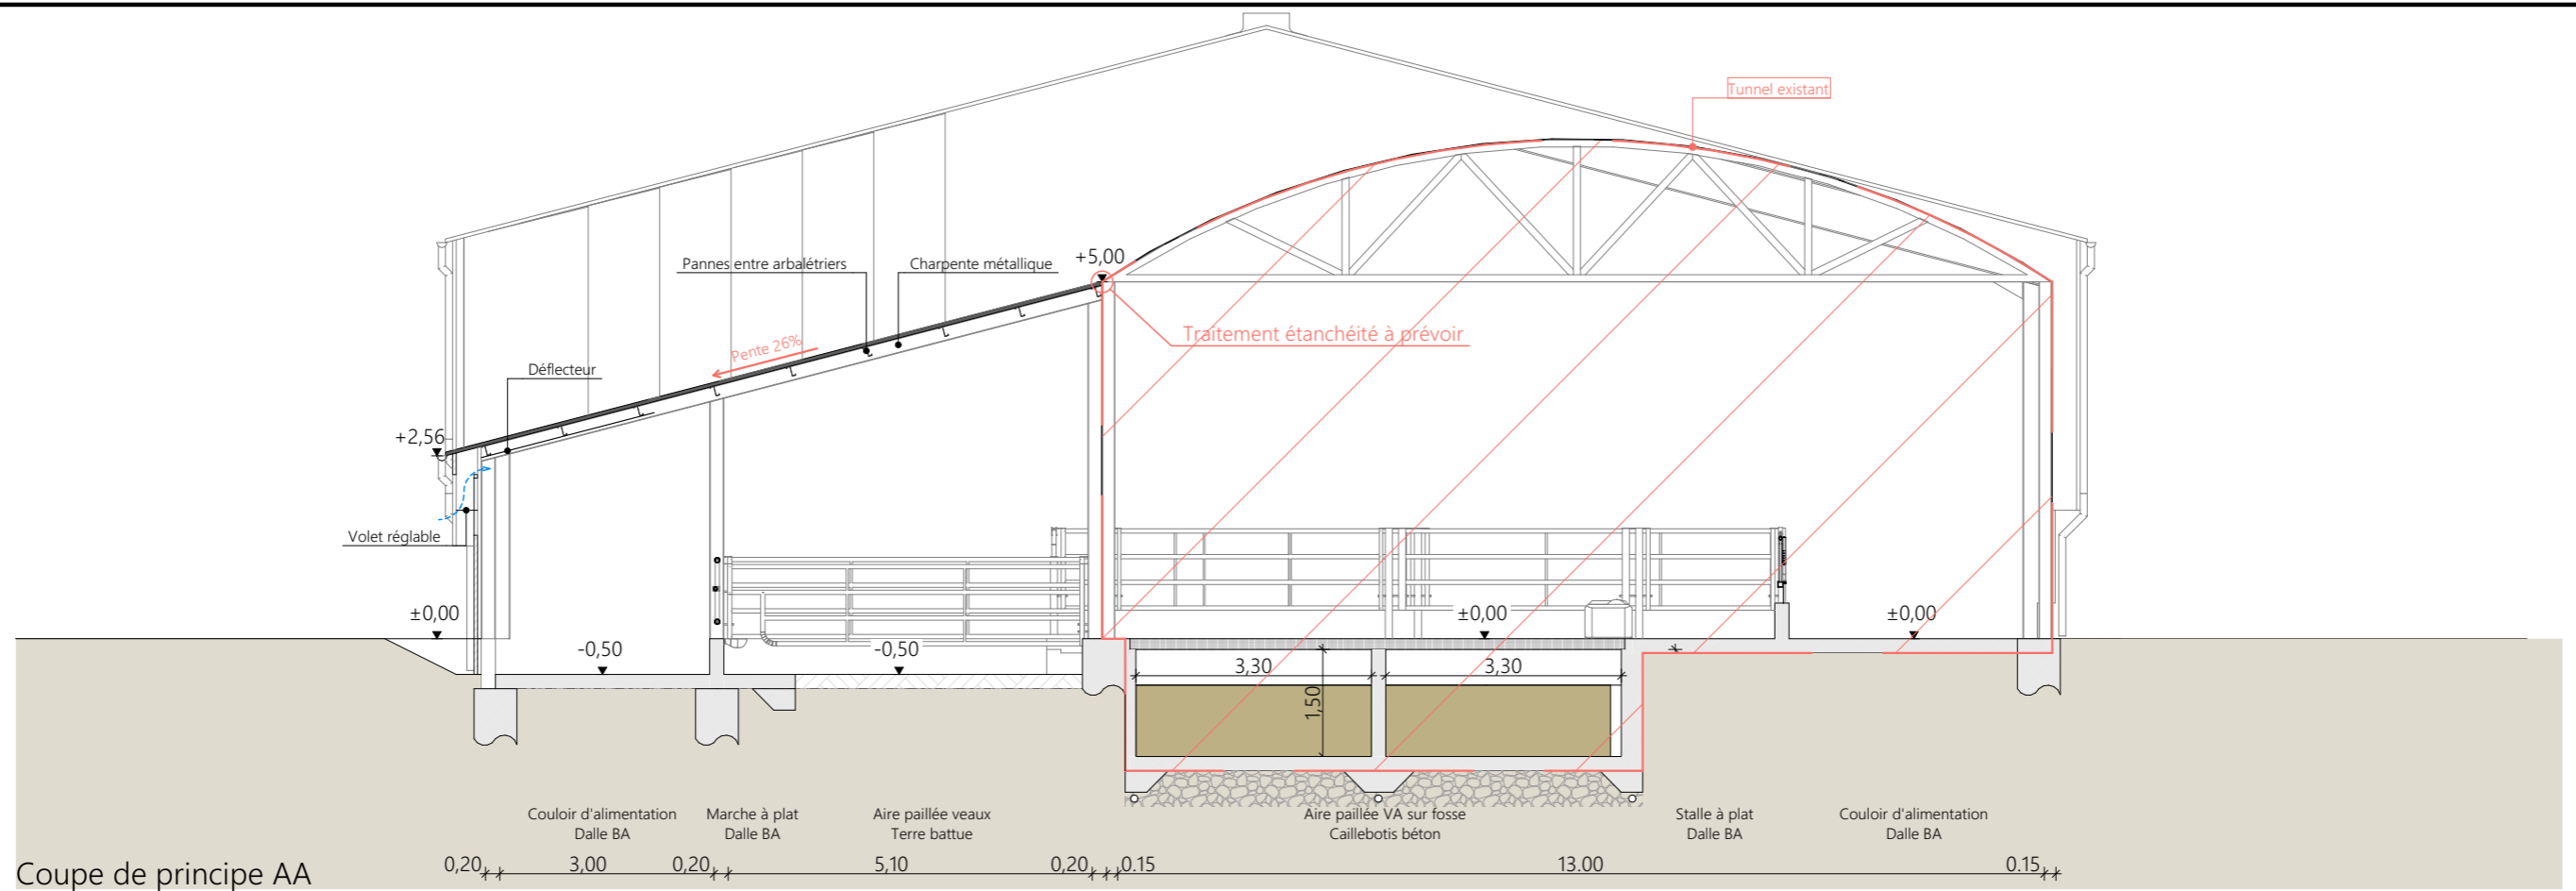 Tunnel existant
+5,00
Pannes entre arbalétriers
Charpente métallique
Traitement étanchéité à prévoir
Pente 26%
Déflecteur
+2,56
Volet réglable
±0,00
±0,00
±0,00
-0,50
-0,50
3,30
3,30
1,50
Couloir d'alimentation
Dalle BA
Marche à plat
Dalle BA
Aire paillée veaux
Terre battue
Aire paillée VA sur fosse
Caillebotis béton
Stalle à plat
Dalle BA
Couloir d'alimentation
Dalle BA
0,20 3,00 0,20 5,10 0,20 0.15 13.00 0.15
Coupe de principe AA